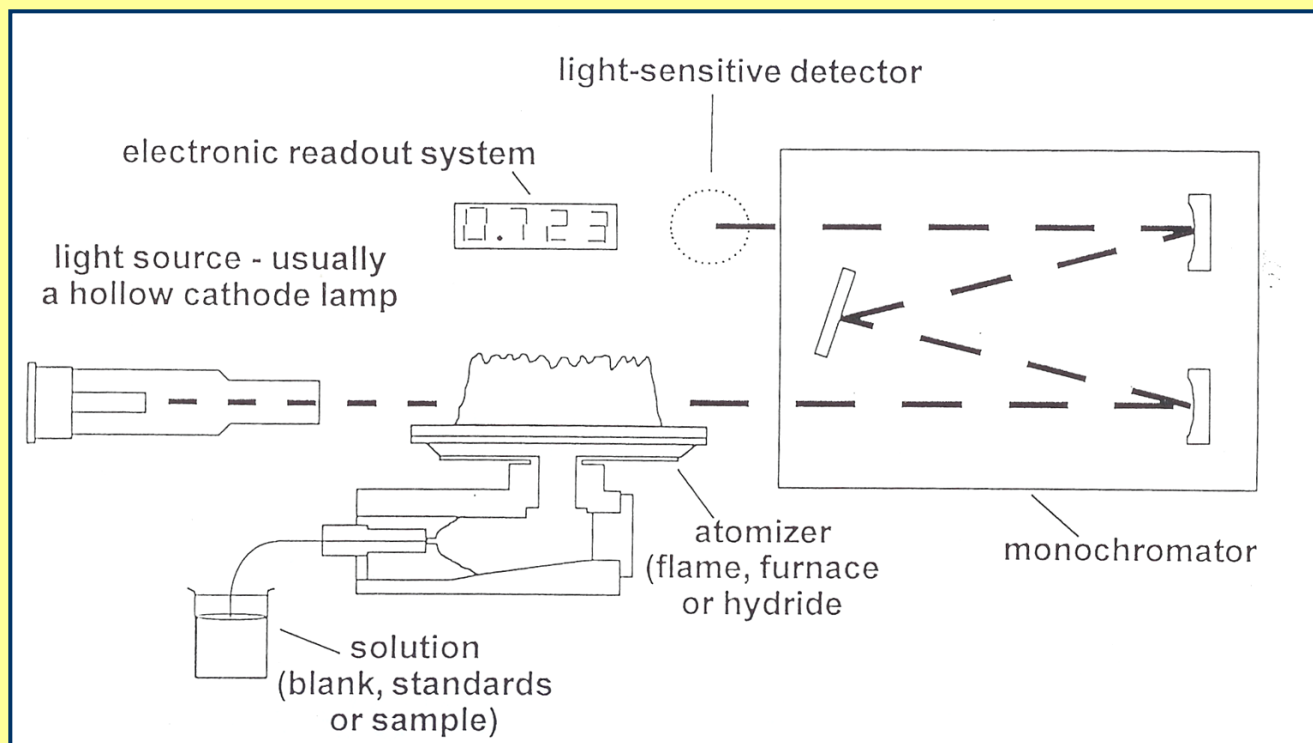 light-sensitive detector
electronic readout system
0.723
light source - usually
a hollow cathode lamp
atomizer
(flame, furnace
or hydride
monochromator
solution
(blank, standards
or sample)